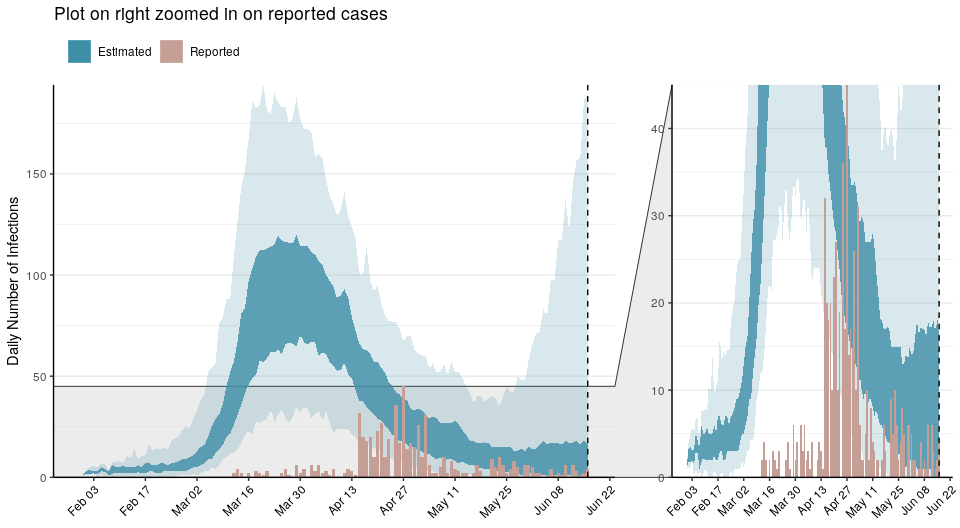 Plot on right zoomed in on reported cases
Estimated Reported
Daily Number of Infections
150
100
50
0
Feb 03 Feb 17 Mar 02 Mar 16 Mar 30 Apr 13 Apr 27 May 11 May 25 Jun 08 Jun 22
40
30
20
10
0
Feb 03 Feb 17 Mar 02 Mar 16 Mar 30 Apr 13 Apr 27 May 11 May 25 Jun 08 Jun 22